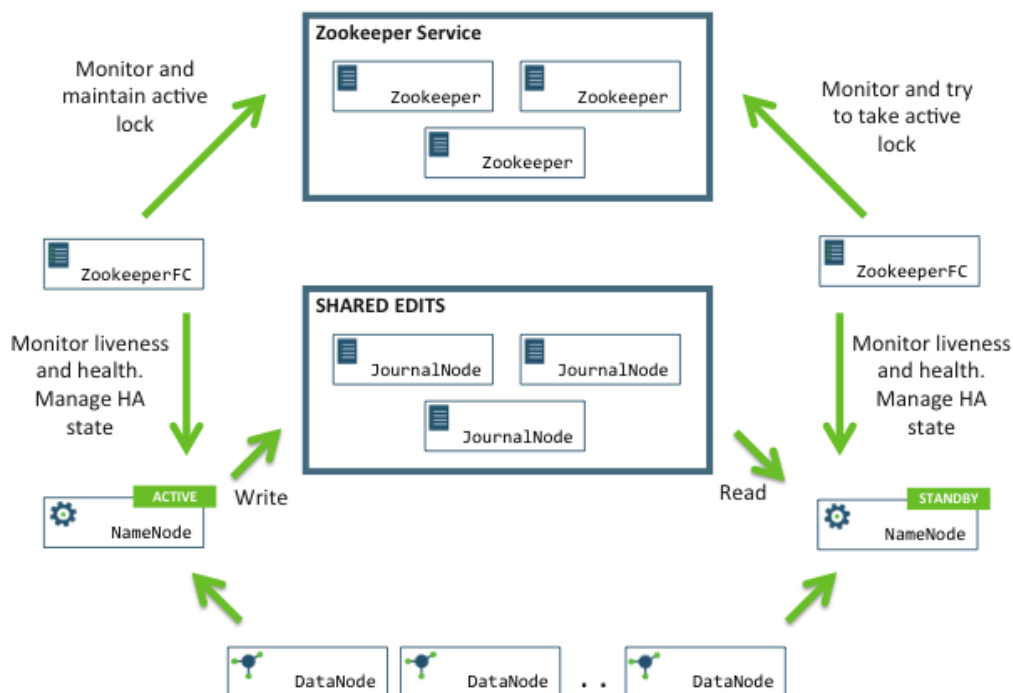 Zookeeper Service
Zookeeper
Zookeeper
Zookeeper
Monitor and
maintain active
lock
Monitor and try
to take active
lock
ZookeeperFC
ZookeeperFC
SHARED EDITS
JournalNode
JournalNode
JournalNode
Monitor liveness
and health.
Manage HA
state
Monitor liveness
and health.
Manage HA
state
Write
Read
ACTIVE
NameNode
STANDBY
NameNode
DataNode
DataNode
. .
DataNode